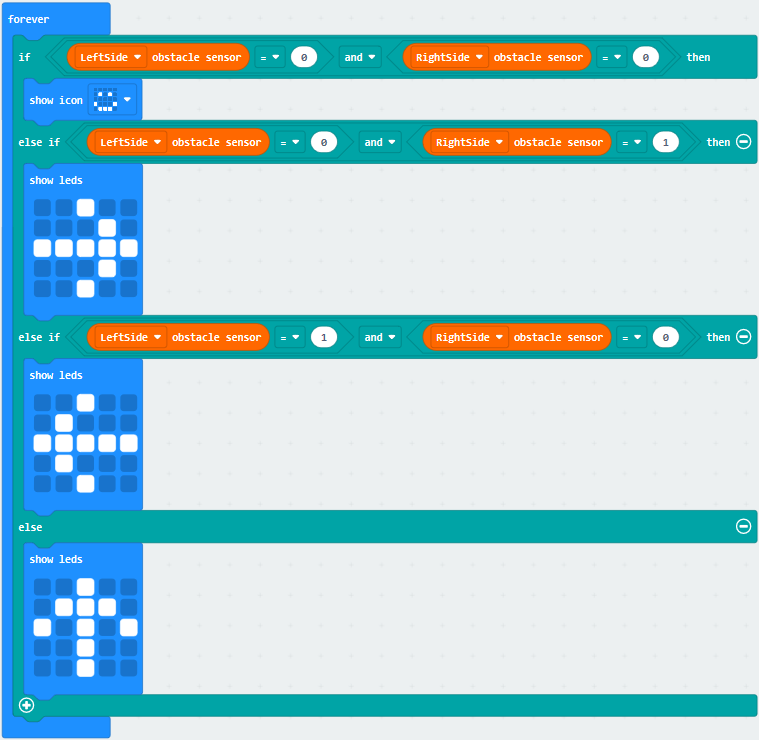 forever
if LeftSide obstacle sensor = 0 and RightSide obstacle sensor = 0 then
show icon
else if LeftSide obstacle sensor = 0 and RightSide obstacle sensor = 1 then
show leds
else if LeftSide obstacle sensor = 1 and RightSide obstacle sensor = 0 then
show leds
else
show leds